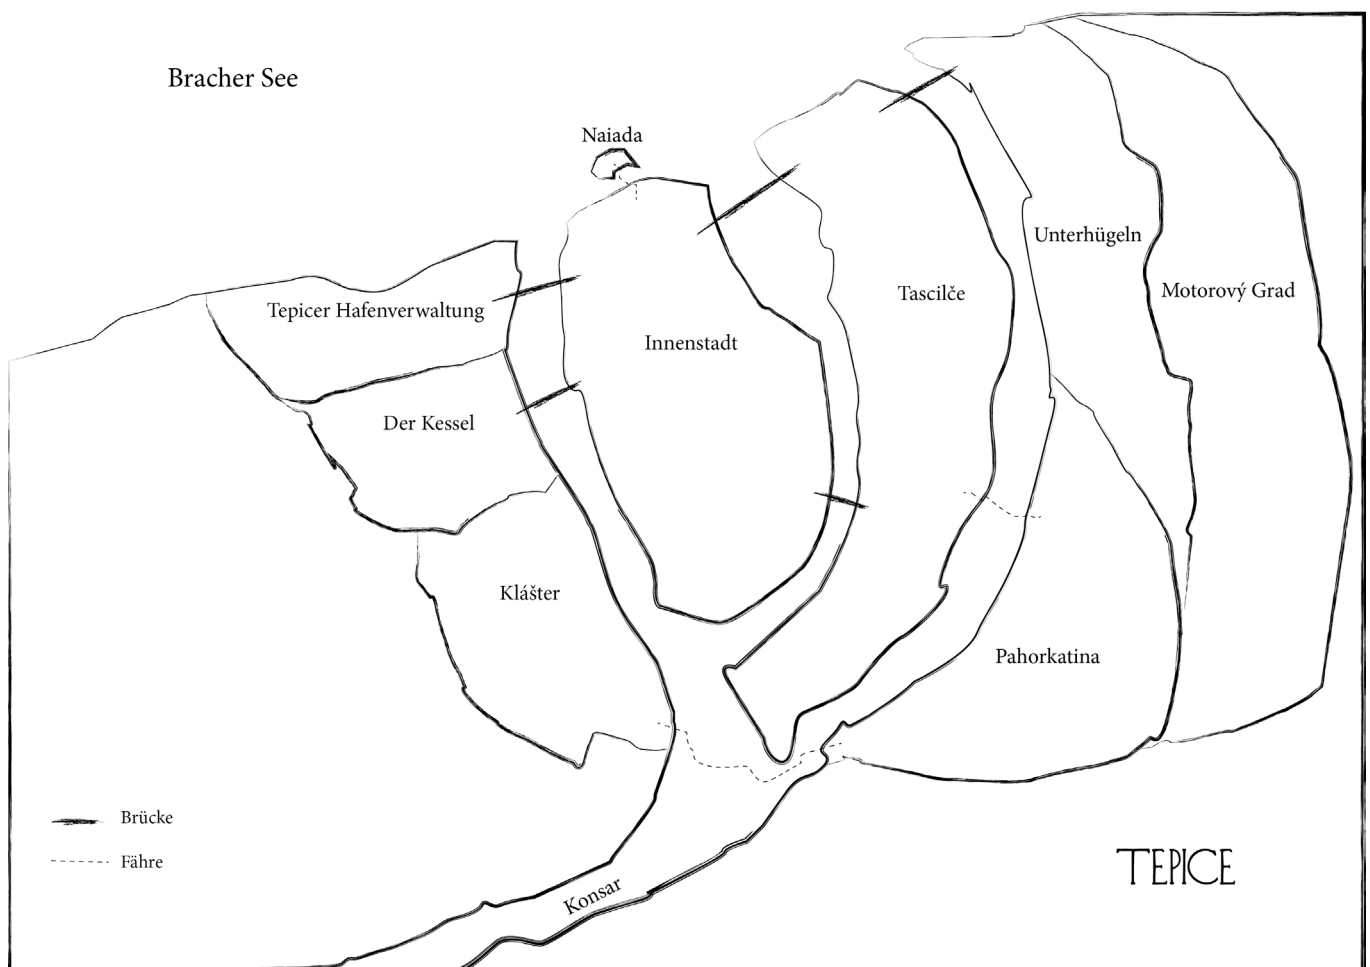 Bracher See
Naiada
Unterhügeln
Motorový Grad
Tascilče
Tepicer Hafenverwaltung
Innenstadt
Der Kessel
Klášter
Pahorkatina
Brücke
Fähre
Konsar
TEPICE